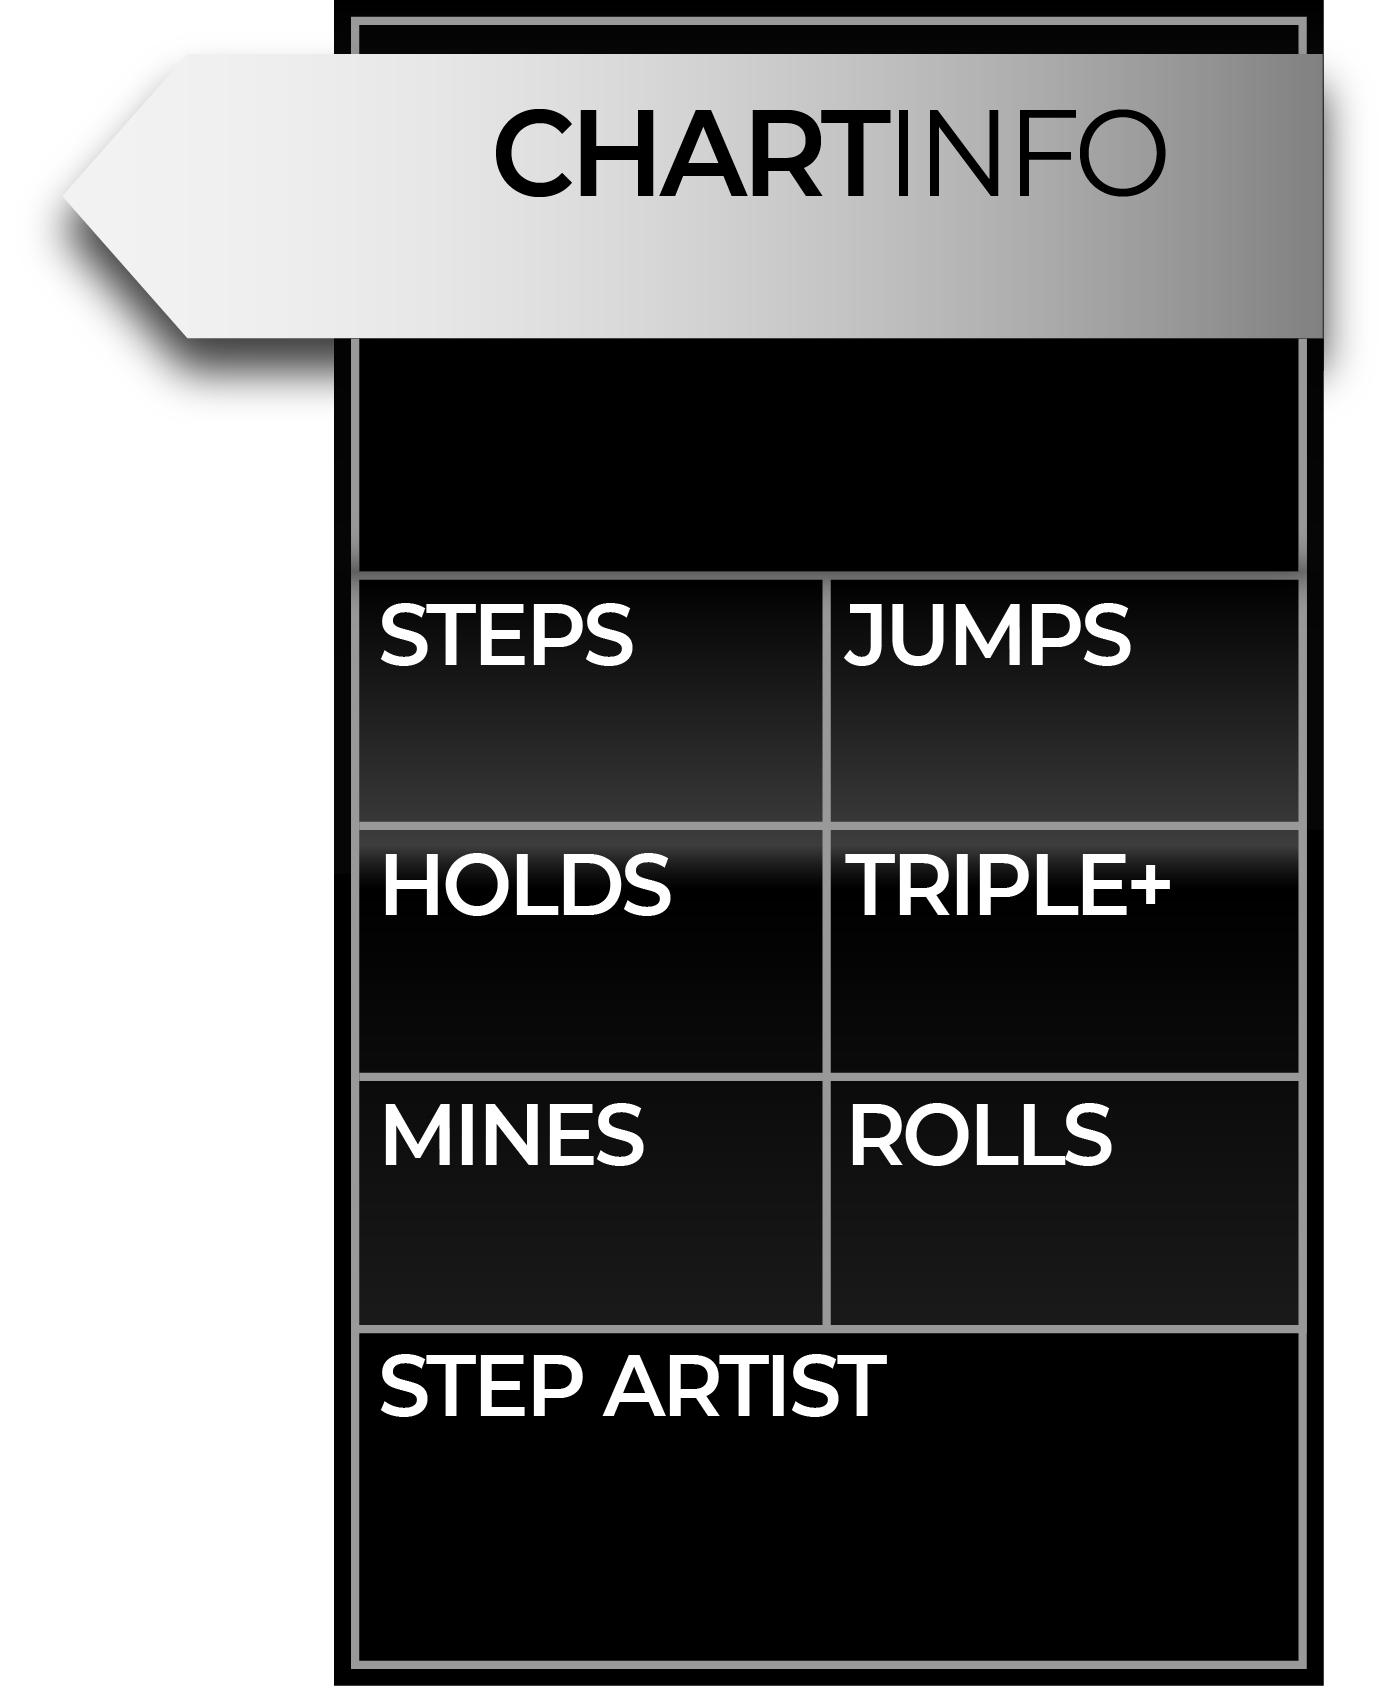 CHARTINFO
STEPS
JUMPS
HOLDS
TRIPLE+
MINES
ROLLS
STEP ARTIST